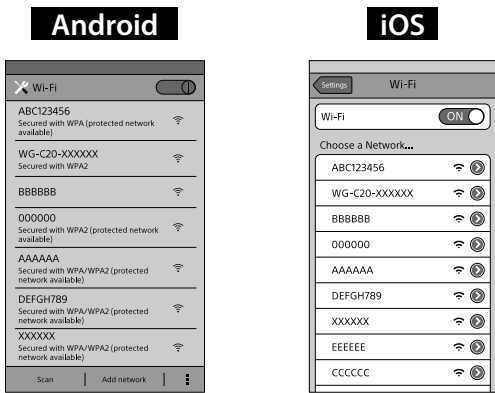 Android
Wi-Fi
ABC123456
Secured with WPA (protected network
available)
WG-C20-XXXXXX
Secured with WPA2
BBBBBB
000000
Secured with WPA2 (protected network
available)
AAAAAA
Secured with WPA/WPA2 (protected
network available)
DEFGH789
Secured with WPA/WPA2 (protected
network available)
XXXXXX
Secured with WPA/WPA2 (protected
network available)
Scan
Add network
iOS
Settings
Wi-Fi
Wi-Fi
ON
Choose a Network...
ABC123456
WG-C20-XXXXXX
BBBBBB
000000
AAAAAA
DEFGH789
XXXXXX
EEEEEE
CCCCCC